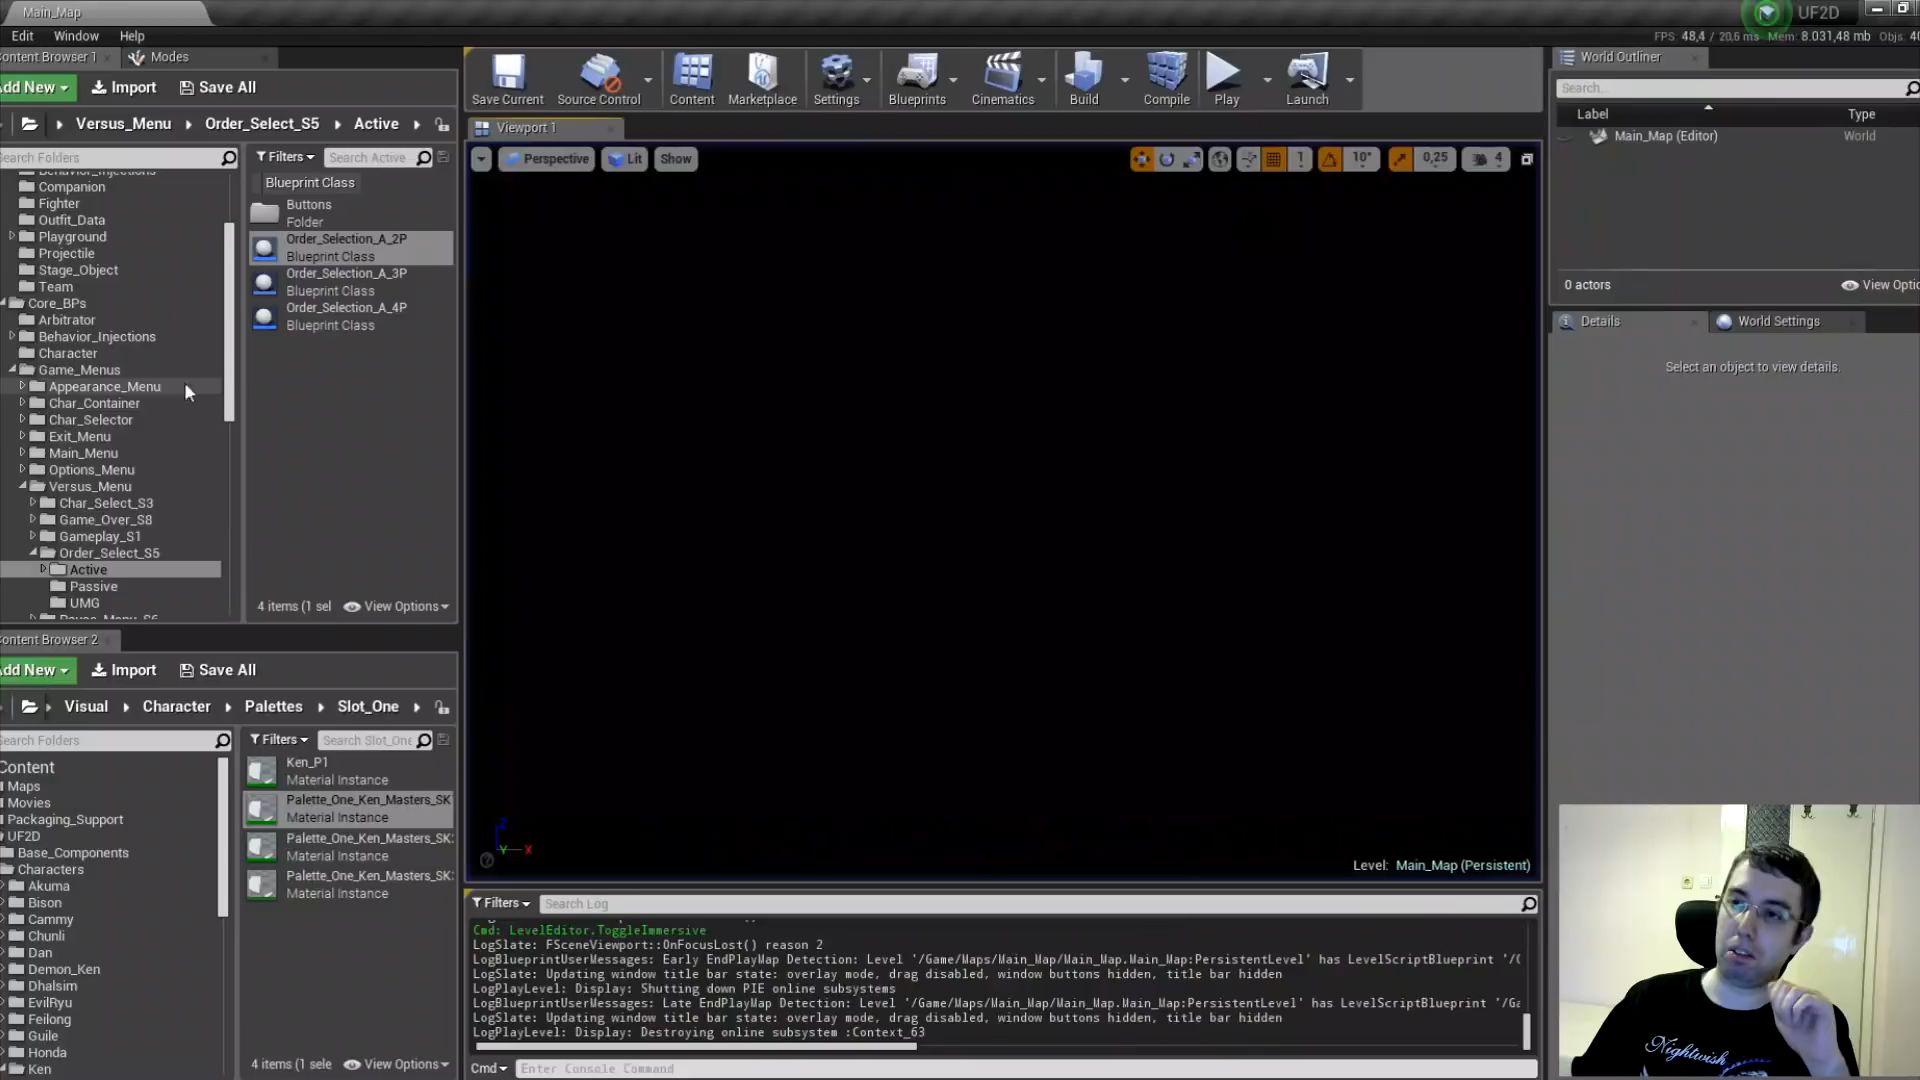 Main_Map
UF2D
Edit Window Help
FPS: 48,4 / 20,6 ms Mem: 8.031,48 mb Objs: 40
Content Browser 1
Modes
Add New Import Save All
Versus_Menu Order_Select_S5 Active
Search Folders
Behavior_Injections
Companion
Fighter
Outfit_Data
Playground
Projectile
Stage_Object
Team
Core_BPs
Arbitrator
Behavior_Injections
Character
Game_Menus
Appearance_Menu
Char_Container
Char_Selector
Exit_Menu
Main_Menu
Options_Menu
Versus_Menu
Char_Select_S3
Game_Over_S8
Gameplay_S1
Order_Select_S5
Active
Passive
UMG
Pause_Menu_S6
Filters Search Active
Blueprint Class
Buttons
Folder
Order_Selection_A_2P
Blueprint Class
Order_Selection_A_3P
Blueprint Class
Order_Selection_A_4P
Blueprint Class
4 items (1 sel View Options
Save Current Source Control Content Marketplace Settings Blueprints Cinematics Build Compile Play Launch
Viewport 1
Perspective Lit Show
1 10° 0,25 4
Z
Y X
Level: Main_Map (Persistent)
World Outliner
Search...
Label Type
Main_Map (Editor) World
0 actors View Optio
Details World Settings
Select an object to view details.
Content Browser 2
Add New Import Save All
Visual Character Palettes Slot_One
Search Folders
Content
Maps
Movies
Packaging_Support
UF2D
Base_Components
Characters
Akuma
Bison
Cammy
Chunli
Dan
Demon_Ken
Dhalsim
EvilRyu
Feilong
Guile
Honda
Ken
Filters Search Slot_One
Ken_P1
Material Instance
Palette_One_Ken_Masters_SK
Material Instance
Palette_One_Ken_Masters_SK
Material Instance
Palette_One_Ken_Masters_SK
Material Instance
4 items (1 sele View Options
Filters Search Log
Cmd: LevelEditor.ToggleImmersive
LogSlate: FSceneViewport::OnFocusLost() reason 2
LogBlueprintUserMessages: Early EndPlayMap Detection: Level '/Game/Maps/Main_Map/Main_Map.Main_Map:PersistentLevel' has LevelScriptBlueprint '/G
LogSlate: Updating window title bar state: overlay mode, drag disabled, window buttons hidden, title bar hidden
LogPlayLevel: Display: Shutting down PIE online subsystems
LogBlueprintUserMessages: Late EndPlayMap Detection: Level '/Game/Maps/Main_Map/Main_Map.Main_Map:PersistentLevel' has LevelScriptBlueprint '/Ga
LogSlate: Updating window title bar state: overlay mode, drag disabled, window buttons hidden, title bar hidden
LogPlayLevel: Display: Destroying online subsystem :Context_63
Cmd Enter Console Command
Nightwish